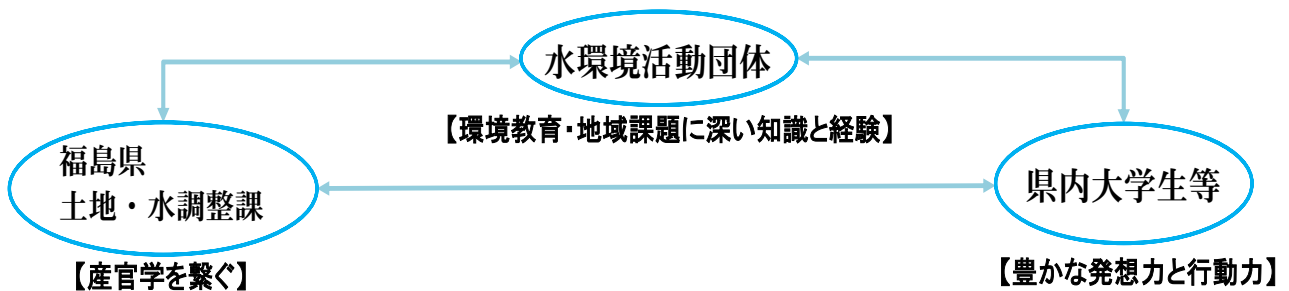 水環境活動団体
【環境教育・地域課題に深い知識と経験】
福島県
土地・水調整課
【産官学を繋ぐ】
県内大学生等
【豊かな発想力と行動力】